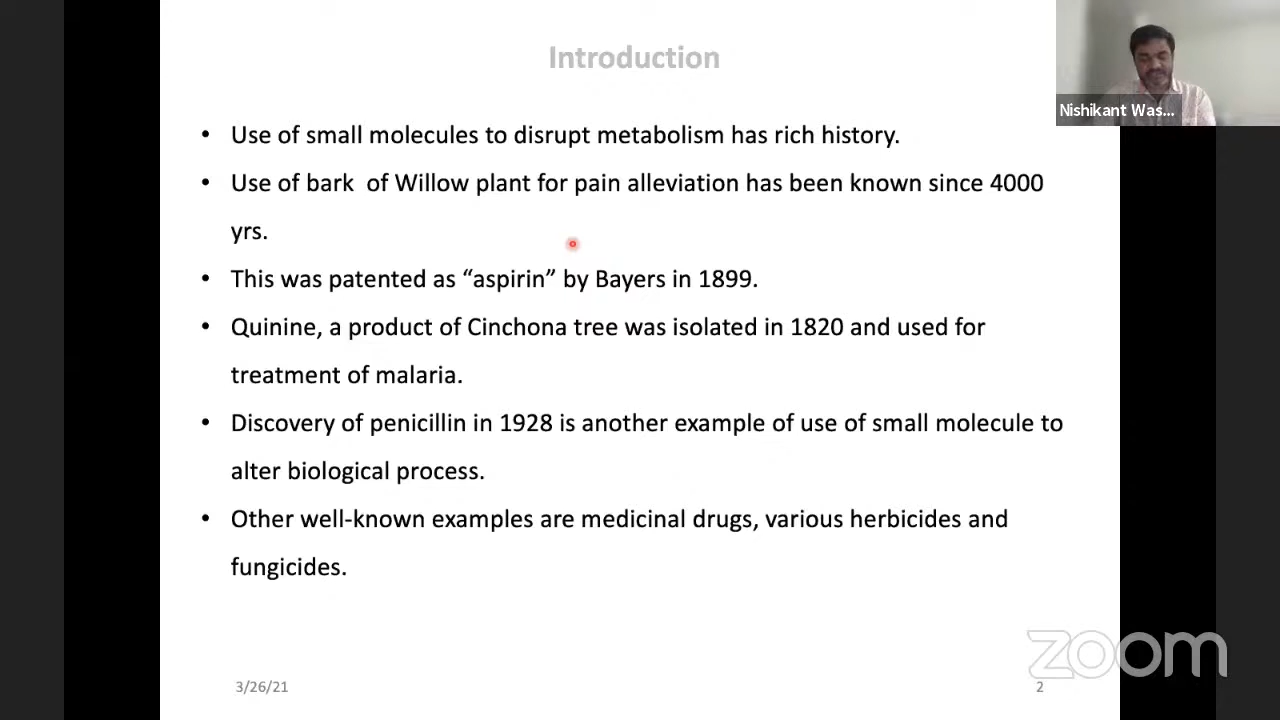 Introduction
Nishikant Was...
• Use of small molecules to disrupt metabolism has rich history.
• Use of bark of Willow plant for pain alleviation has been known since 4000
yrs.
• This was patented as “aspirin” by Bayers in 1899.
• Quinine, a product of Cinchona tree was isolated in 1820 and used for
treatment of malaria.
• Discovery of penicillin in 1928 is another example of use of small molecule to
alter biological process.
• Other well-known examples are medicinal drugs, various herbicides and
fungicides.
zoom
3/26/21
2